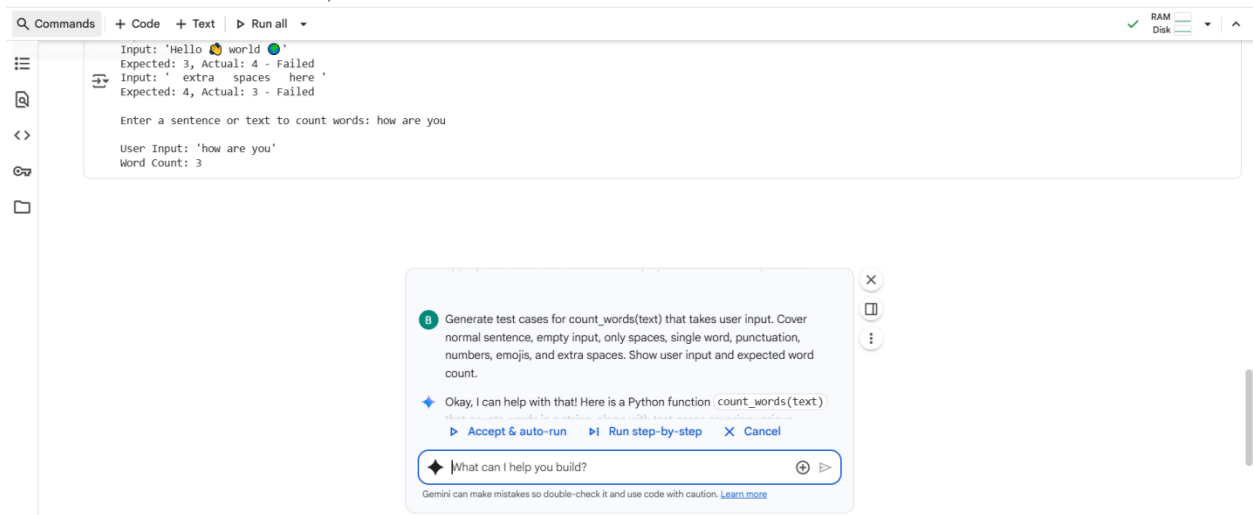 Commands + Code + Text Run all
RAM
Disk
Input: 'Hello 👋 world 🌍'
Expected: 3, Actual: 4 - Failed
Input: '  extra   spaces   here '
Expected: 4, Actual: 3 - Failed
Enter a sentence or text to count words: how are you
User Input: 'how are you'
Word Count: 3
B Generate test cases for count_words(text) that takes user input. Cover
normal sentence, empty input, only spaces, single word, punctuation,
numbers, emojis, and extra spaces. Show user input and expected word
count.
Okay, I can help with that! Here is a Python function count_words(text)
Accept & auto-run Run step-by-step Cancel
What can I help you build?
Gemini can make mistakes so double-check it and use code with caution. Learn more